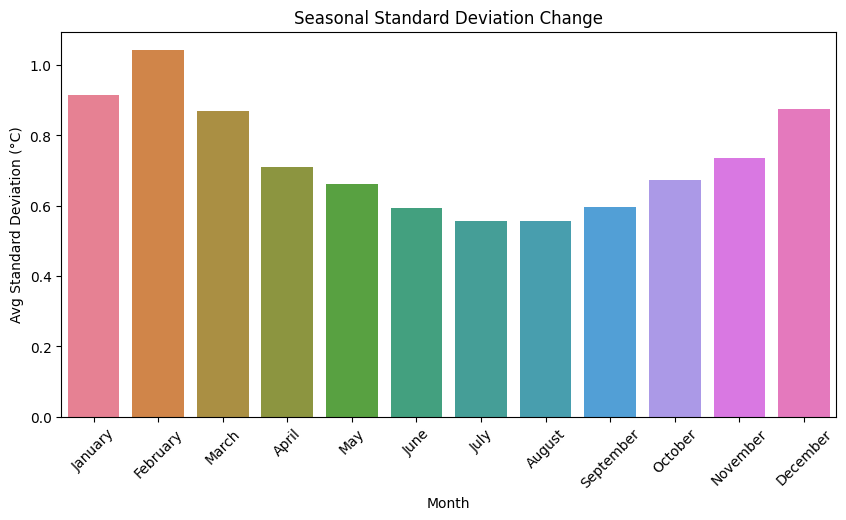 Seasonal Standard Deviation Change
Avg Standard Deviation (°C)
1.0
0.8
0.6
0.4
0.2
0.0
January
February
March
April
May
June
July
August
September
October
November
December
Month